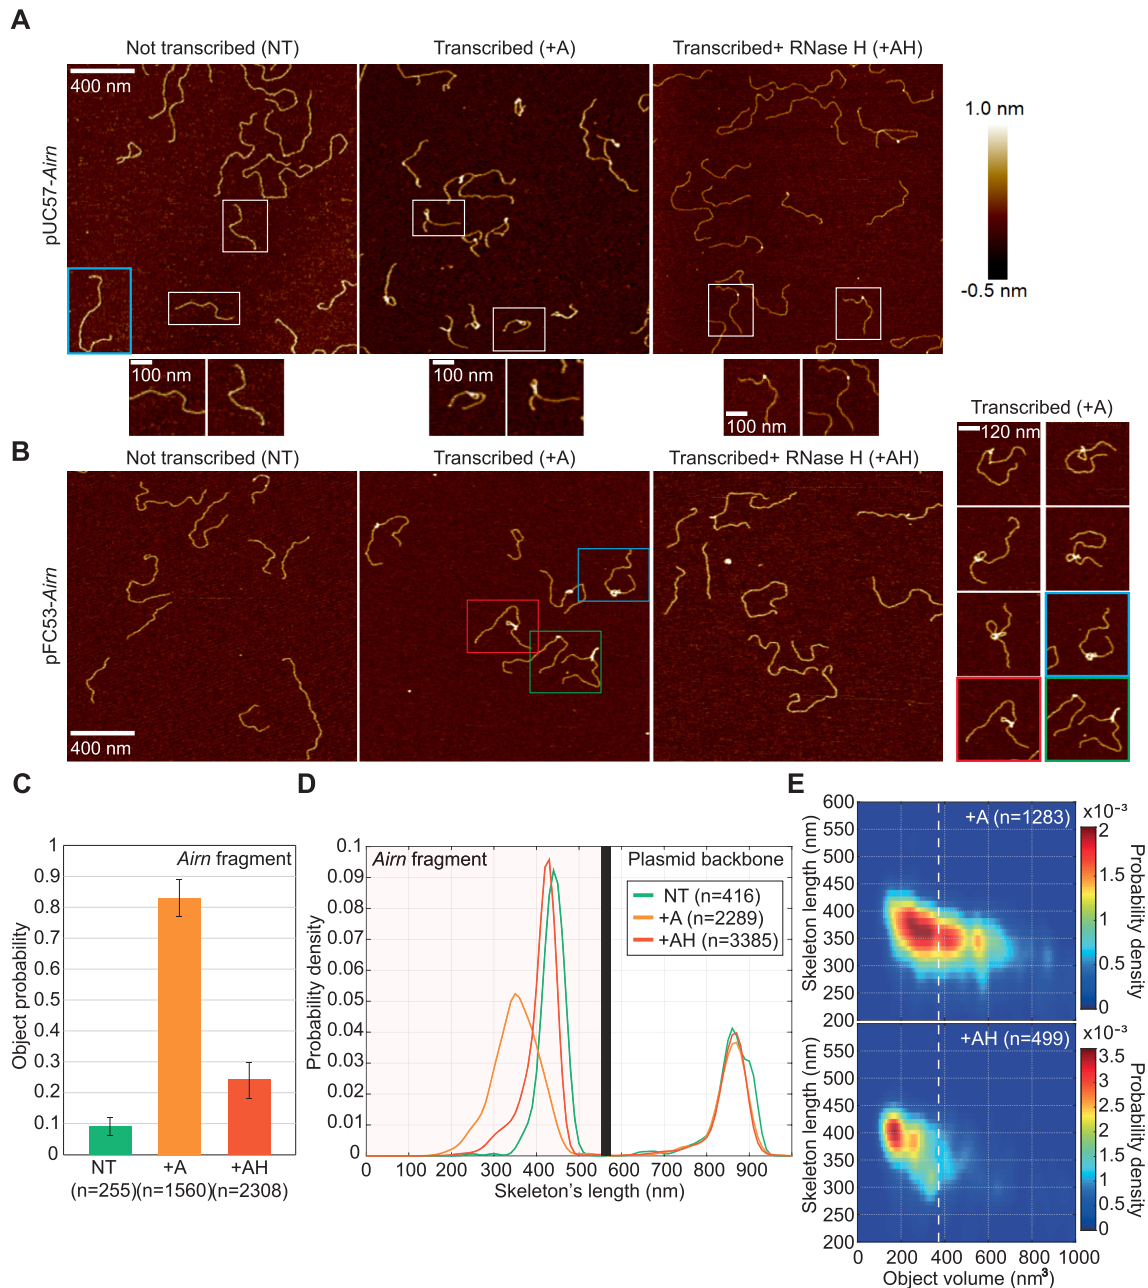 A
Not transcribed (NT)
Transcribed (+A)
Transcribed+ RNase H (+AH)
400 nm
pUC57-Airn
1.0 nm
-0.5 nm
100 nm
100 nm
100 nm
B
Not transcribed (NT)
Transcribed (+A)
Transcribed+ RNase H (+AH)
Transcribed (+A)
120 nm
pFC53-Airn
400 nm
C
Airn fragment
Object probability
1
0.9
0.8
0.7
0.6
0.5
0.4
0.3
0.2
0.1
0
NT
+A
+AH
(n=255)
(n=1560)
(n=2308)
D
Airn fragment
Plasmid backbone
NT (n=416)
+A (n=2289)
+AH (n=3385)
Probability density
0.1
0.09
0.08
0.07
0.06
0.05
0.04
0.03
0.02
0.01
0
0 100 200 300 400 500 600 700 800 900
Skeleton's length (nm)
E
+A (n=1283)
Skeleton length (nm)
600
550
500
450
400
350
300
250
200
x10⁻³
2
1.5
1
0.5
0
Probability density
+AH (n=499)
Skeleton length (nm)
550
500
450
400
350
300
250
200
x10⁻³
3.5
3
2.5
2
1.5
1
0.5
0
Probability density
0 200 400 600 800 1000
Object volume (nm³)